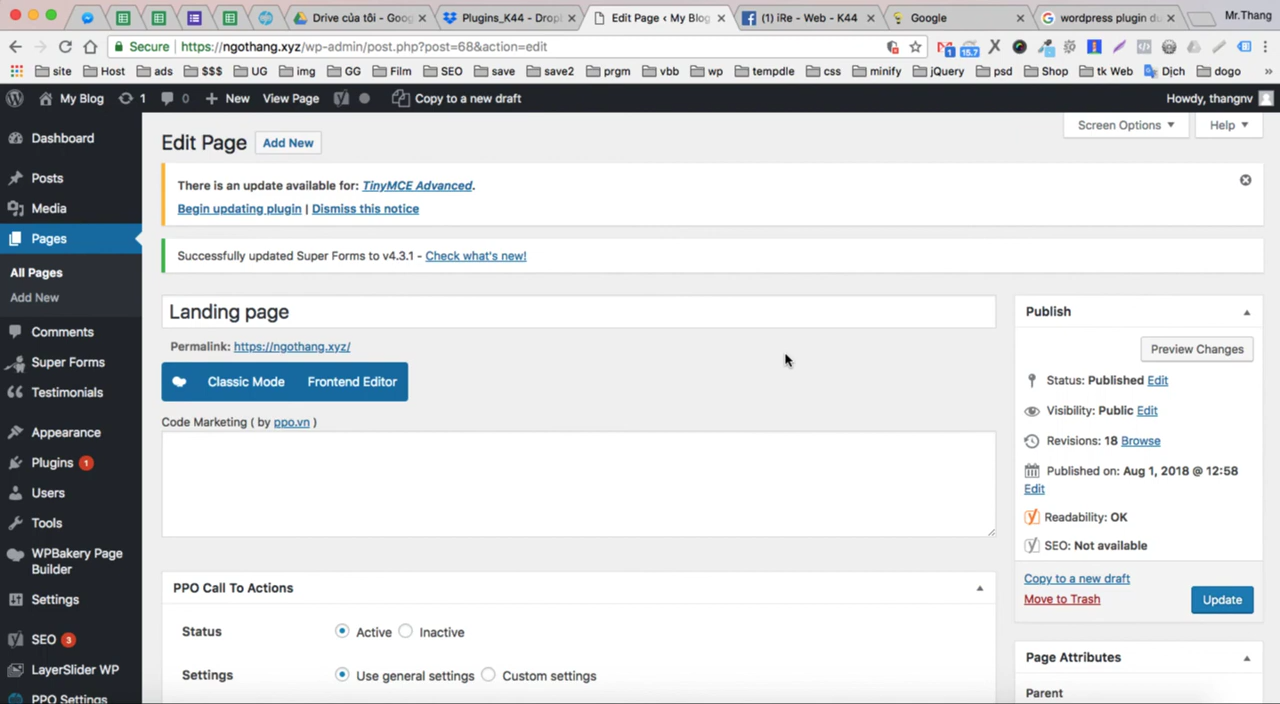 Drive của tôi - Goog
Plugins_K44 - Dropl
Edit Page ‹ My Blog
(1) iRe - Web - K44
Google
wordpress plugin du
Mr.Thang
Secure
https://ngothang.xyz/wp-admin/post.php?post=68&action=edit
1
15.7
site
Host
ads
$$$
UG
img
GG
Film
SEO
save
save2
prgm
vbb
wp
tempdle
css
minify
jQuery
psd
Shop
tk Web
Dịch
dogo
»
My Blog
1
0
New
View Page
Copy to a new draft
Howdy, thangnv
Dashboard
Posts
Media
Pages
All Pages
Add New
Comments
Super Forms
Testimonials
Appearance
Plugins 1
Users
Tools
WPBakery Page
Builder
Settings
SEO 3
LayerSlider WP
PPO Settings
Screen Options
Help
Edit Page
Add New
There is an update available for: TinyMCE Advanced.
Begin updating plugin | Dismiss this notice
Successfully updated Super Forms to v4.3.1 - Check what's new!
Landing page
Permalink: https://ngothang.xyz/
Classic Mode
Frontend Editor
Code Marketing ( by ppo.vn )
PPO Call To Actions
Status
Active
Inactive
Settings
Use general settings
Custom settings
Publish
Preview Changes
Status: Published Edit
Visibility: Public Edit
Revisions: 18 Browse
Published on: Aug 1, 2018 @ 12:58
Edit
Readability: OK
SEO: Not available
Copy to a new draft
Move to Trash
Update
Page Attributes
Parent